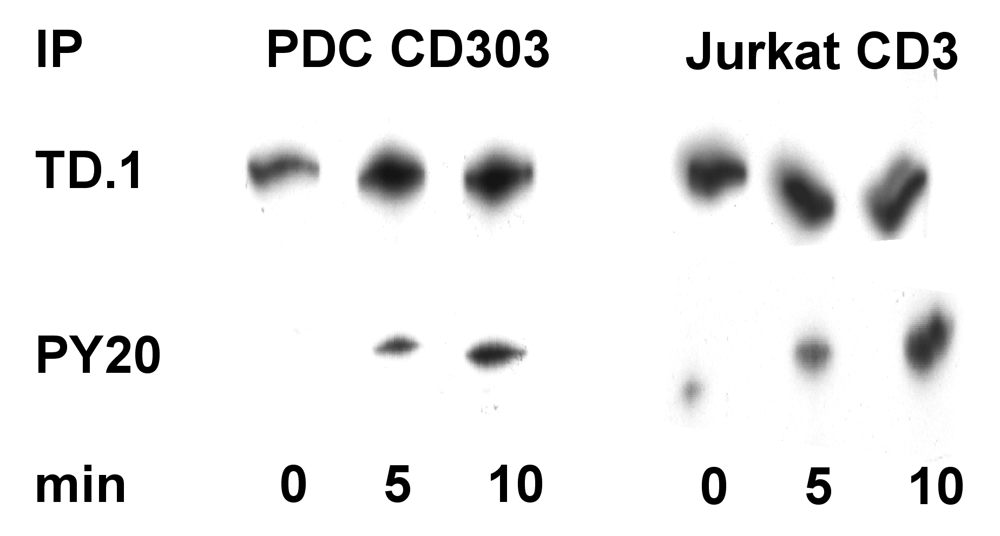 IP PDC CD303 Jurkat CD3
TD.1
PY20
min 0 5 10 0 5 10